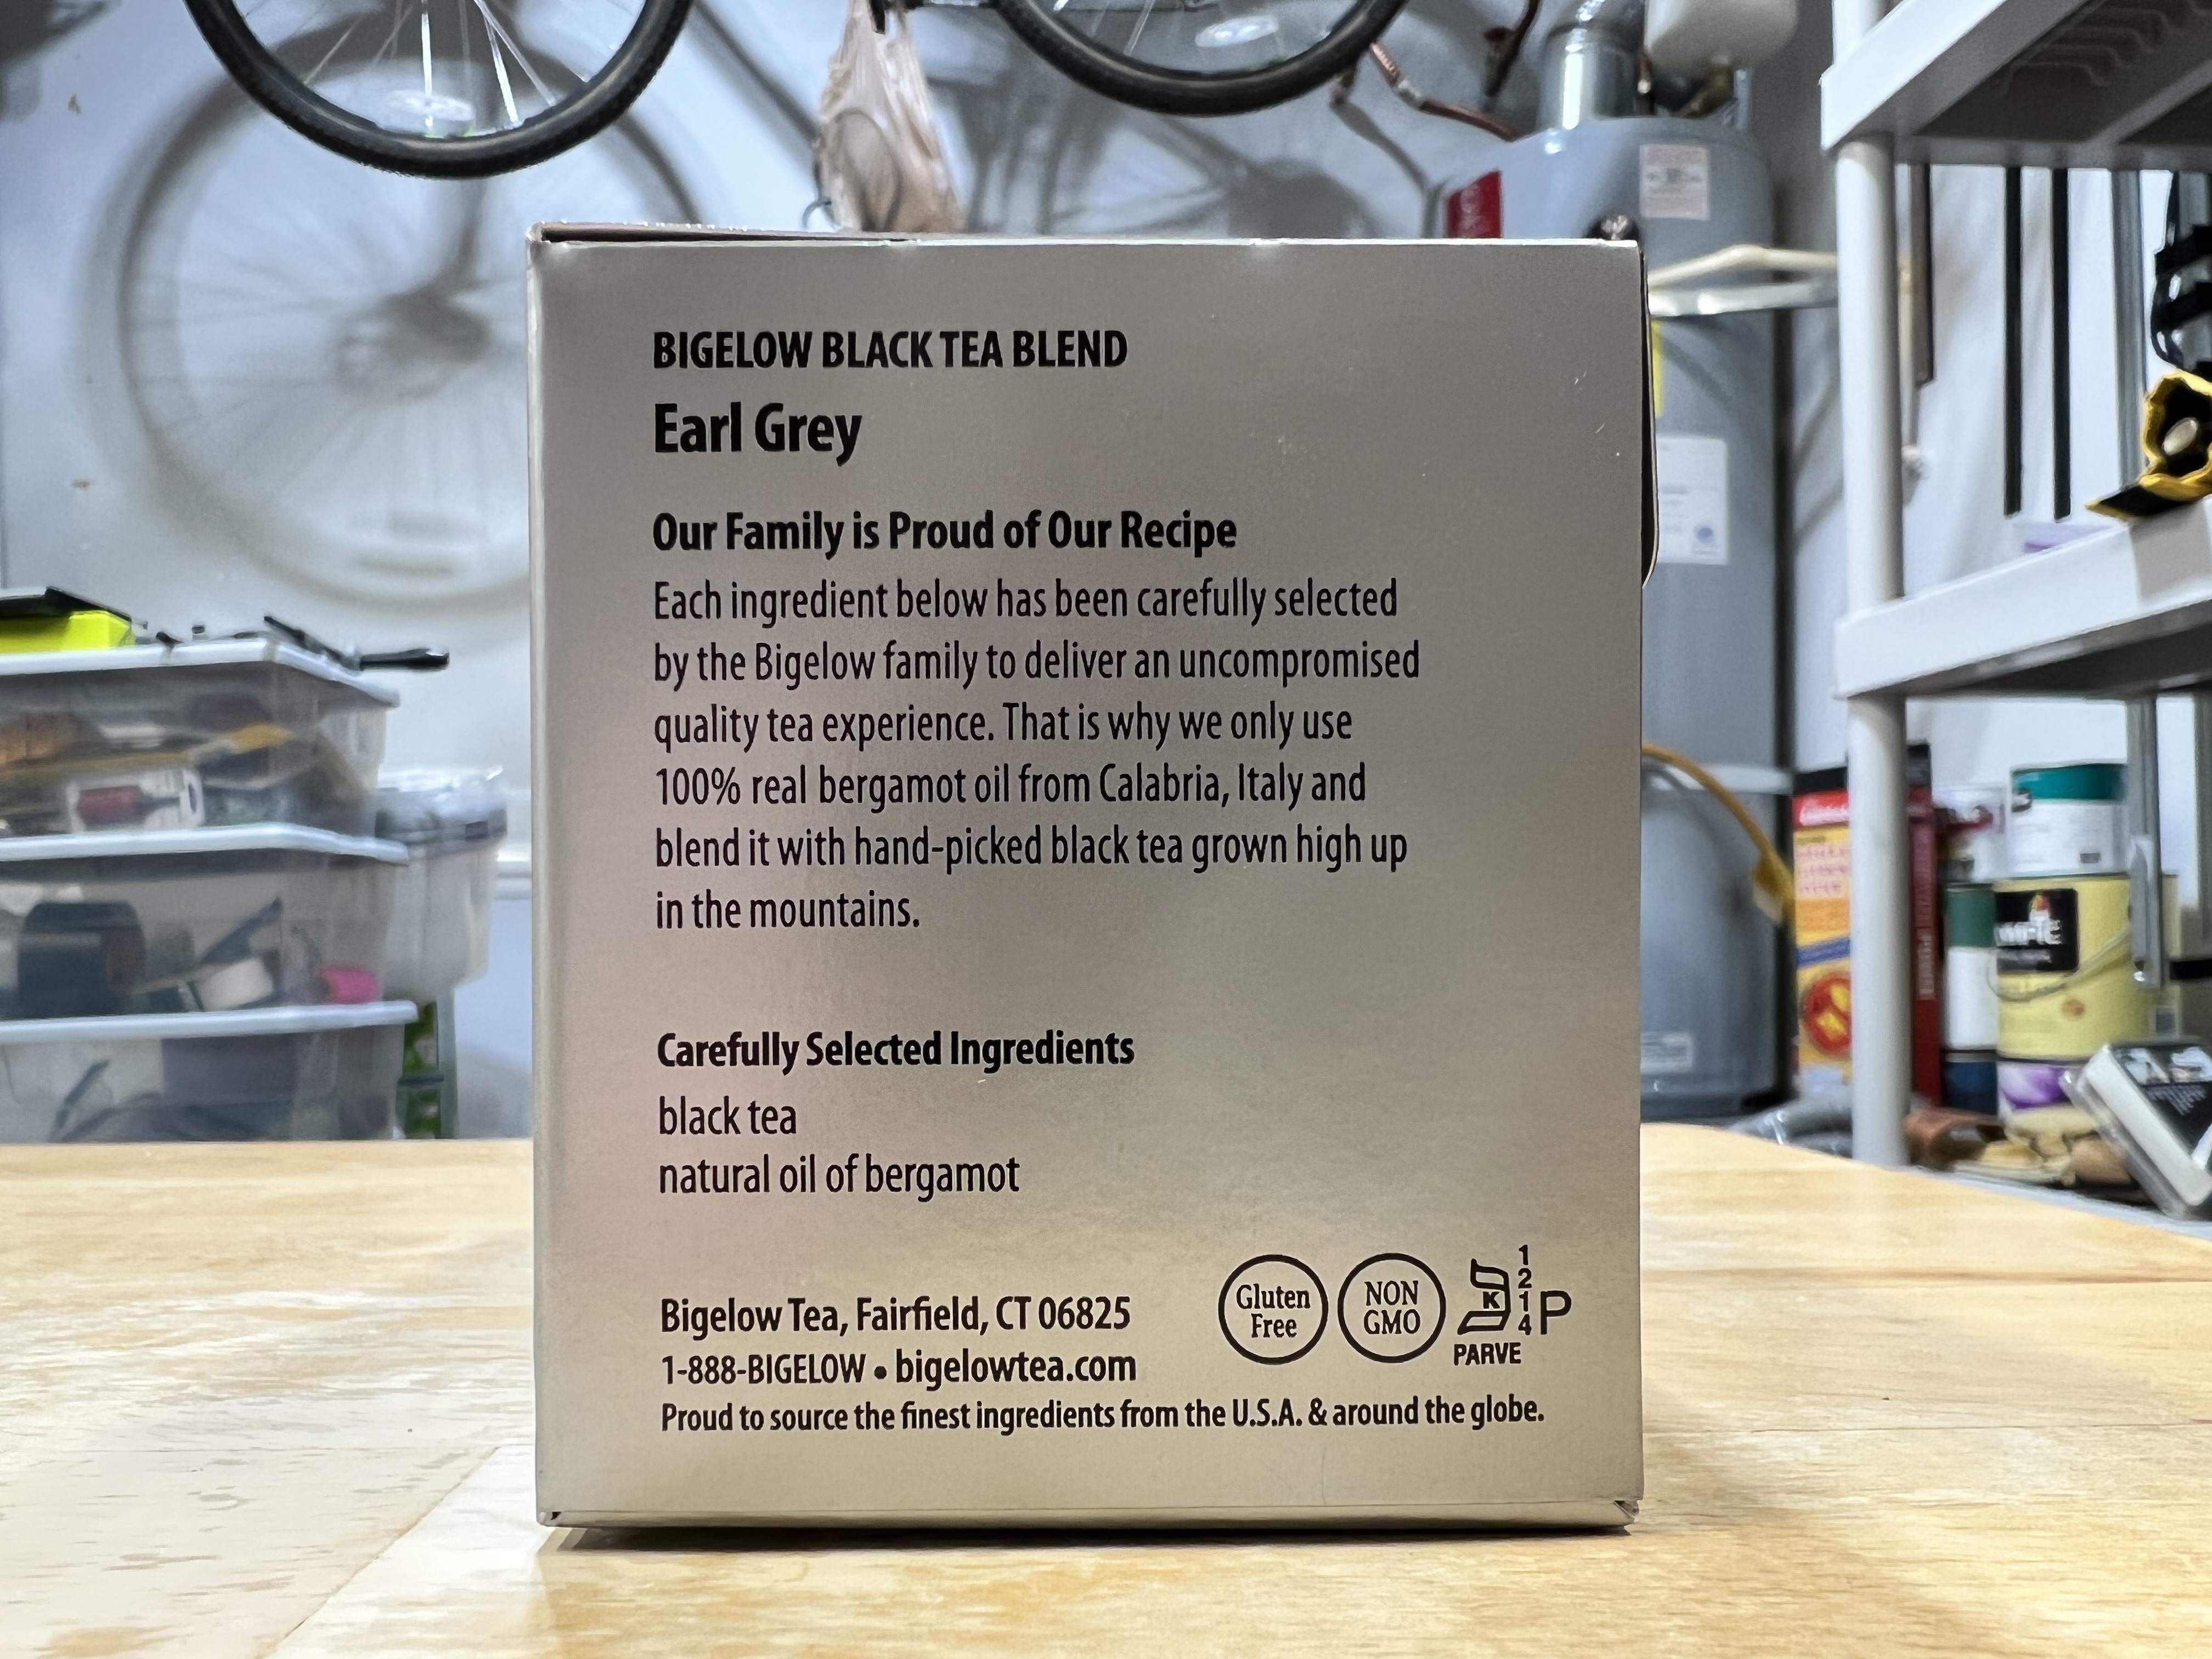 BIGELOW BLACK TEA BLEND
Earl Grey
Our Family is Proud of Our Recipe
Each ingredient below has been carefully selected
by the Bigelow family to deliver an uncompromised
quality tea experience. That is why we only use
100% real bergamot oil from Calabria, Italy and
blend it with hand-picked black tea grown high up
in the mountains.
Carefully Selected Ingredients
black tea
natural oil of bergamot
Bigelow Tea, Fairfield, CT 06825
1-888-BIGELOW • bigelowtea.com
Proud to source the finest ingredients from the U.S.A. & around the globe.
Gluten
Free
NON
GMO
K
1
2
1
4
P
PARVE